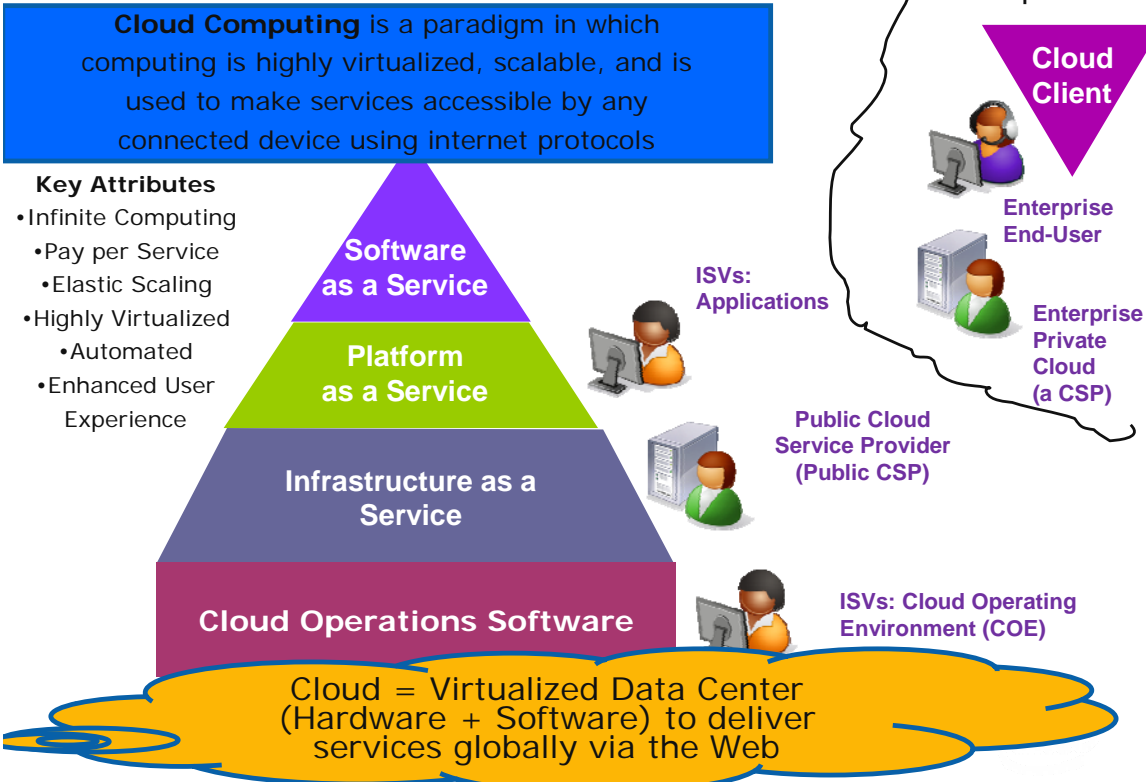 Cloud Computing is a paradigm in which
computing is highly virtualized, scalable, and is
used to make services accessible by any
connected device using internet protocols
Key Attributes
•Infinite Computing
•Pay per Service
•Elastic Scaling
•Highly Virtualized
•Automated
•Enhanced User
Experience
Software
as a Service
Platform
as a Service
Infrastructure as a
Service
Cloud Operations Software
ISVs:
Applications
Public Cloud
Service Provider
(Public CSP)
ISVs: Cloud Operating
Environment (COE)
Cloud
Client
Enterprise
End-User
Enterprise
Private
Cloud
(a CSP)
Cloud = Virtualized Data Center
(Hardware + Software) to deliver
services globally via the Web